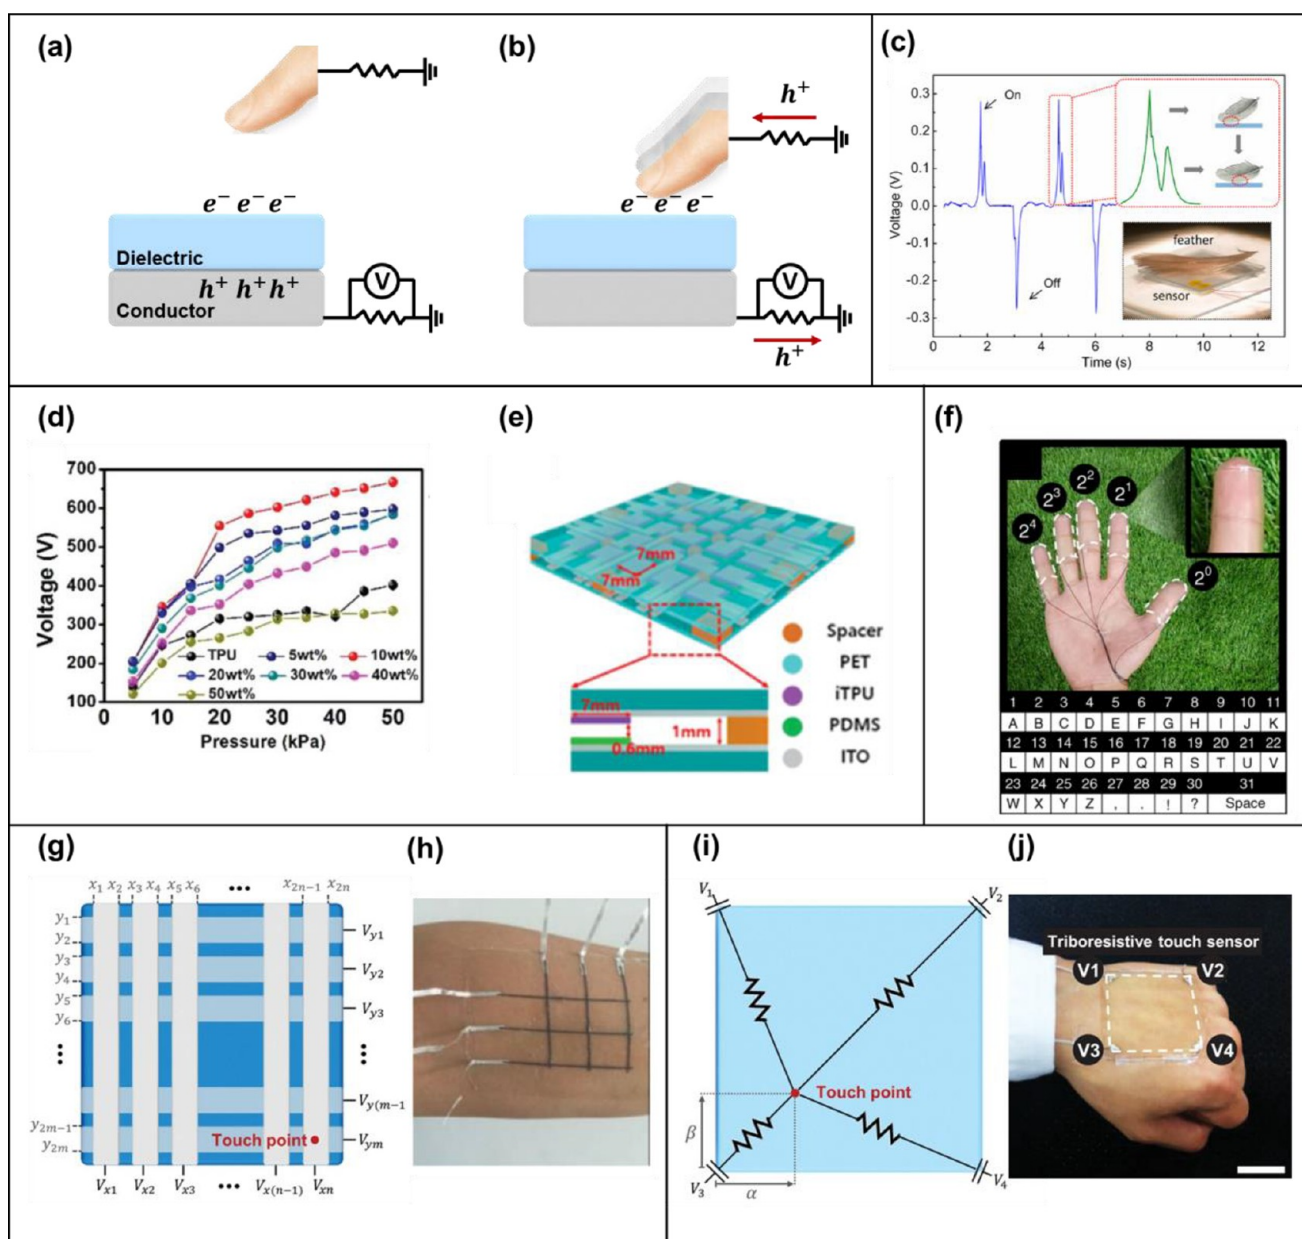 (a)
e⁻ e⁻ e⁻
Dielectric
h⁺ h⁺ h⁺
Conductor
V
(b)
h⁺
e⁻ e⁻ e⁻
V
h⁺
(c)
Voltage (V)
0.3
0.2
0.1
0.0
-0.1
-0.2
-0.3
On
Off
feather
sensor
2 4 6 8 10 12
Time (s)
(d)
Voltage (V)
700
600
500
400
300
200
100
TPU 5wt% 10wt%
20wt% 30wt% 40wt%
50wt%
0 10 20 30 40 50
Pressure (kPa)
(e)
7mm
7mm
7mm
1mm
0.6mm
Spacer
PET
iTPU
PDMS
ITO
(f)
2⁴ 2³ 2² 2¹ 2⁰
1 2 3 4 5 6 7 8 9 10 11
A B C D E F G H I J K
12 13 14 15 16 17 18 19 20 21 22
L M N O P Q R S T U V
23 24 25 26 27 28 29 30 31
W X Y Z , . ! ? Space
(g)
x₁ x₂ x₃ x₄ x₅ x₆ ••• x₂ₙ₋₁ x₂ₙ
y₁
y₂
y₃
y₄
y₅
y₆
y₂ₘ₋₁
y₂ₘ
V_y1
V_y2
V_y3
V_y(m-1
V_ym
Touch point
V_x1 V_x2 V_x3 ••• V_x(n-1) V_xn
(h)
(i)
V₁
V₂
Touch point
β
α
V₃
V₄
(j)
Triboresistive touch sensor
V1 V2
V3 V4